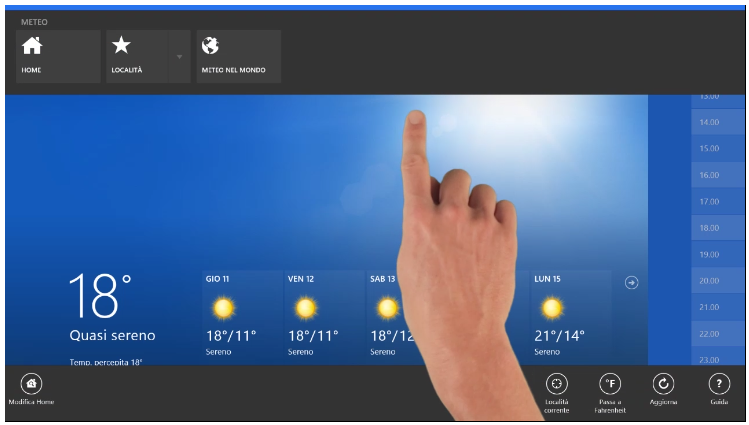 METEO
HOME
LOCALITÀ
METEO NEL MONDO
13.00
14.00
15.00
16.00
17.00
18.00
19.00
20.00
21.00
22.00
23.00
18°
Quasi sereno
Temp. percepita 18°
GIO 11
18°/11°
Sereno
VEN 12
18°/11°
Sereno
SAB 13
18°/12
Sereno
LUN 15
21°/14°
Sereno
Modifica Home
Località
corrente
°F
Passa a
Fahrenheit
Aggiorna
?
Guida